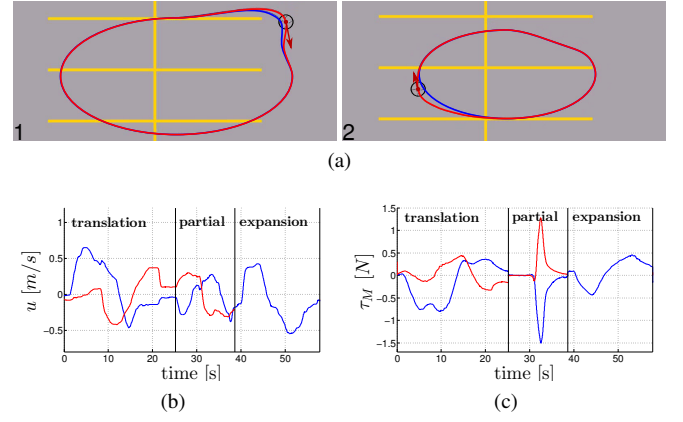 1
2
(a)
translation partial expansion
u [m/s]
1
0.5
0
−0.5
0 10 20 30 40 50
time [s]
(b)
translation partial expansion
τM [N]
1.5
1
0.5
0
−0.5
−1
−1.5
0 10 20 30 40 50
time [s]
(c)